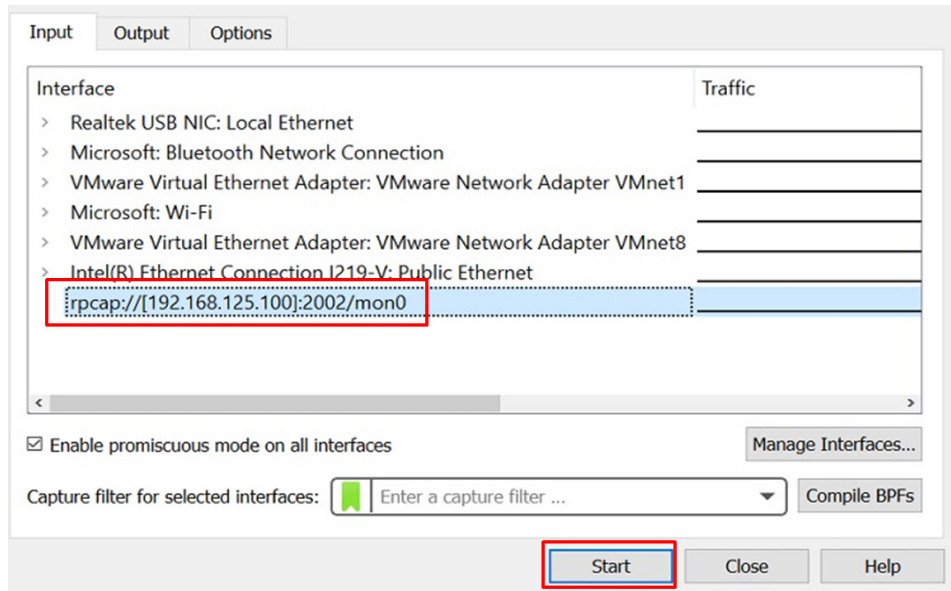 Input Output Options
Interface Traffic
Realtek USB NIC: Local Ethernet
Microsoft: Bluetooth Network Connection
VMware Virtual Ethernet Adapter: VMware Network Adapter VMnet1
Microsoft: Wi-Fi
VMware Virtual Ethernet Adapter: VMware Network Adapter VMnet8
Intel(R) Ethernet Connection I219-V: Public Ethernet
rpcap://[192.168.125.100]:2002/mon0
Enable promiscuous mode on all interfaces Manage Interfaces...
Capture filter for selected interfaces: Enter a capture filter ... Compile BPFs
Start Close Help